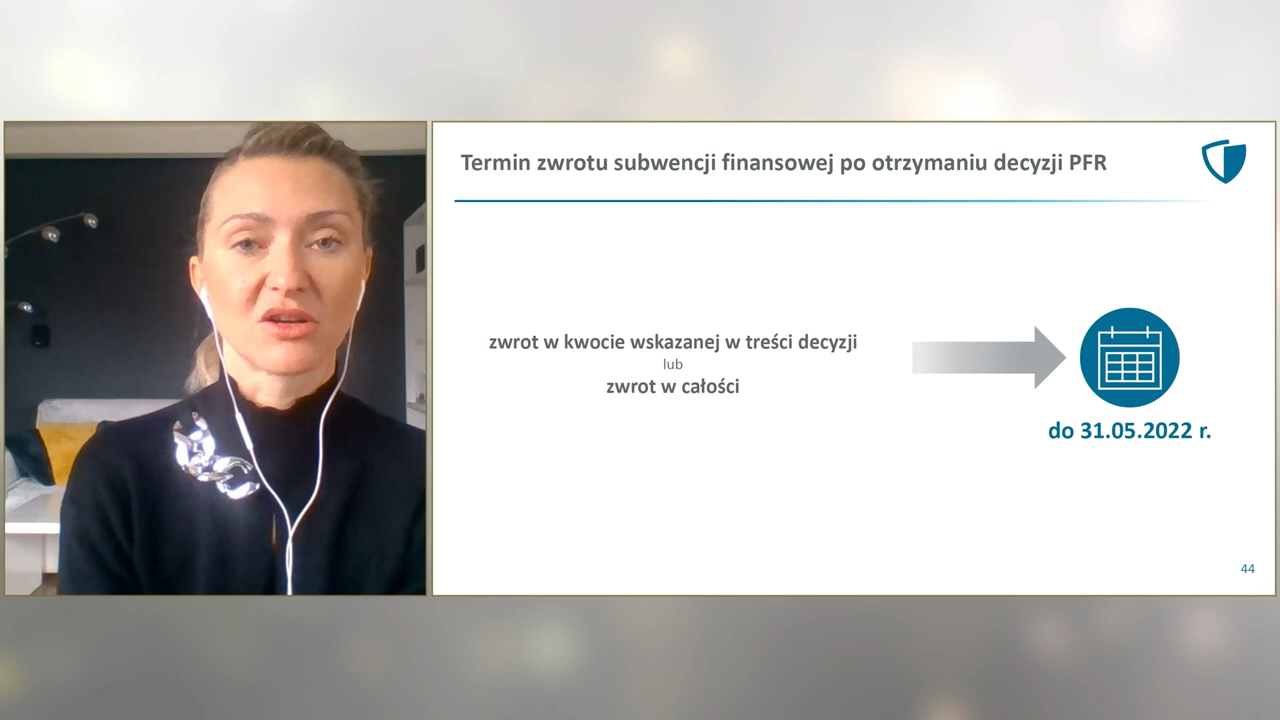 Termin zwrotu subwencji finansowej po otrzymaniu decyzji PFR
zwrot w kwocie wskazanej w treści decyzji
lub
zwrot w całości
do 31.05.2022 r.
44